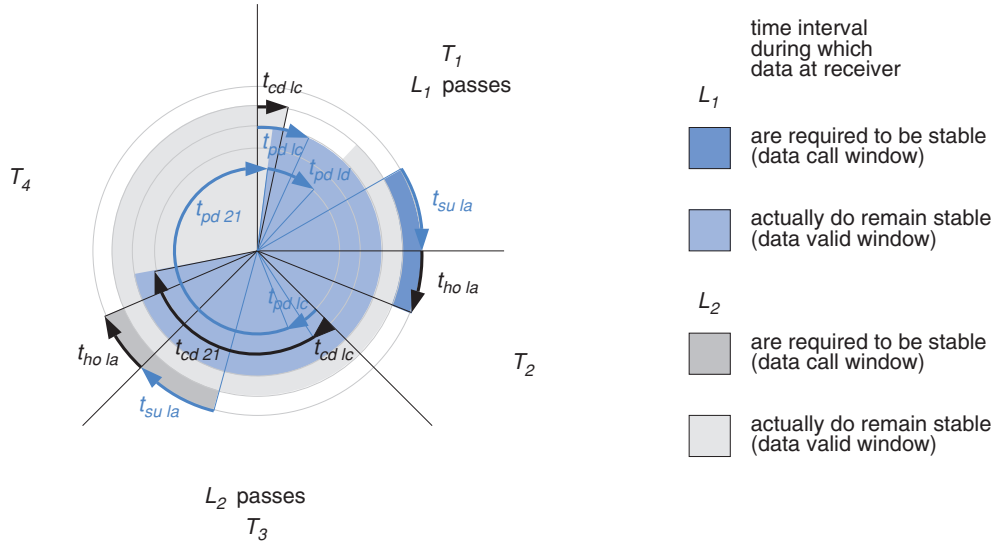 T1
L1 passes
tcd lc
tpd lc
tpd ld
T4
tpd 21
tsu la
tho la
tpd lc
tcd 21
tcd lc
tho la
tsu la
T2
L2 passes
T3
time interval
during which
data at receiver
L1
are required to be stable
(data call window)
actually do remain stable
(data valid window)
L2
are required to be stable
(data call window)
actually do remain stable
(data valid window)